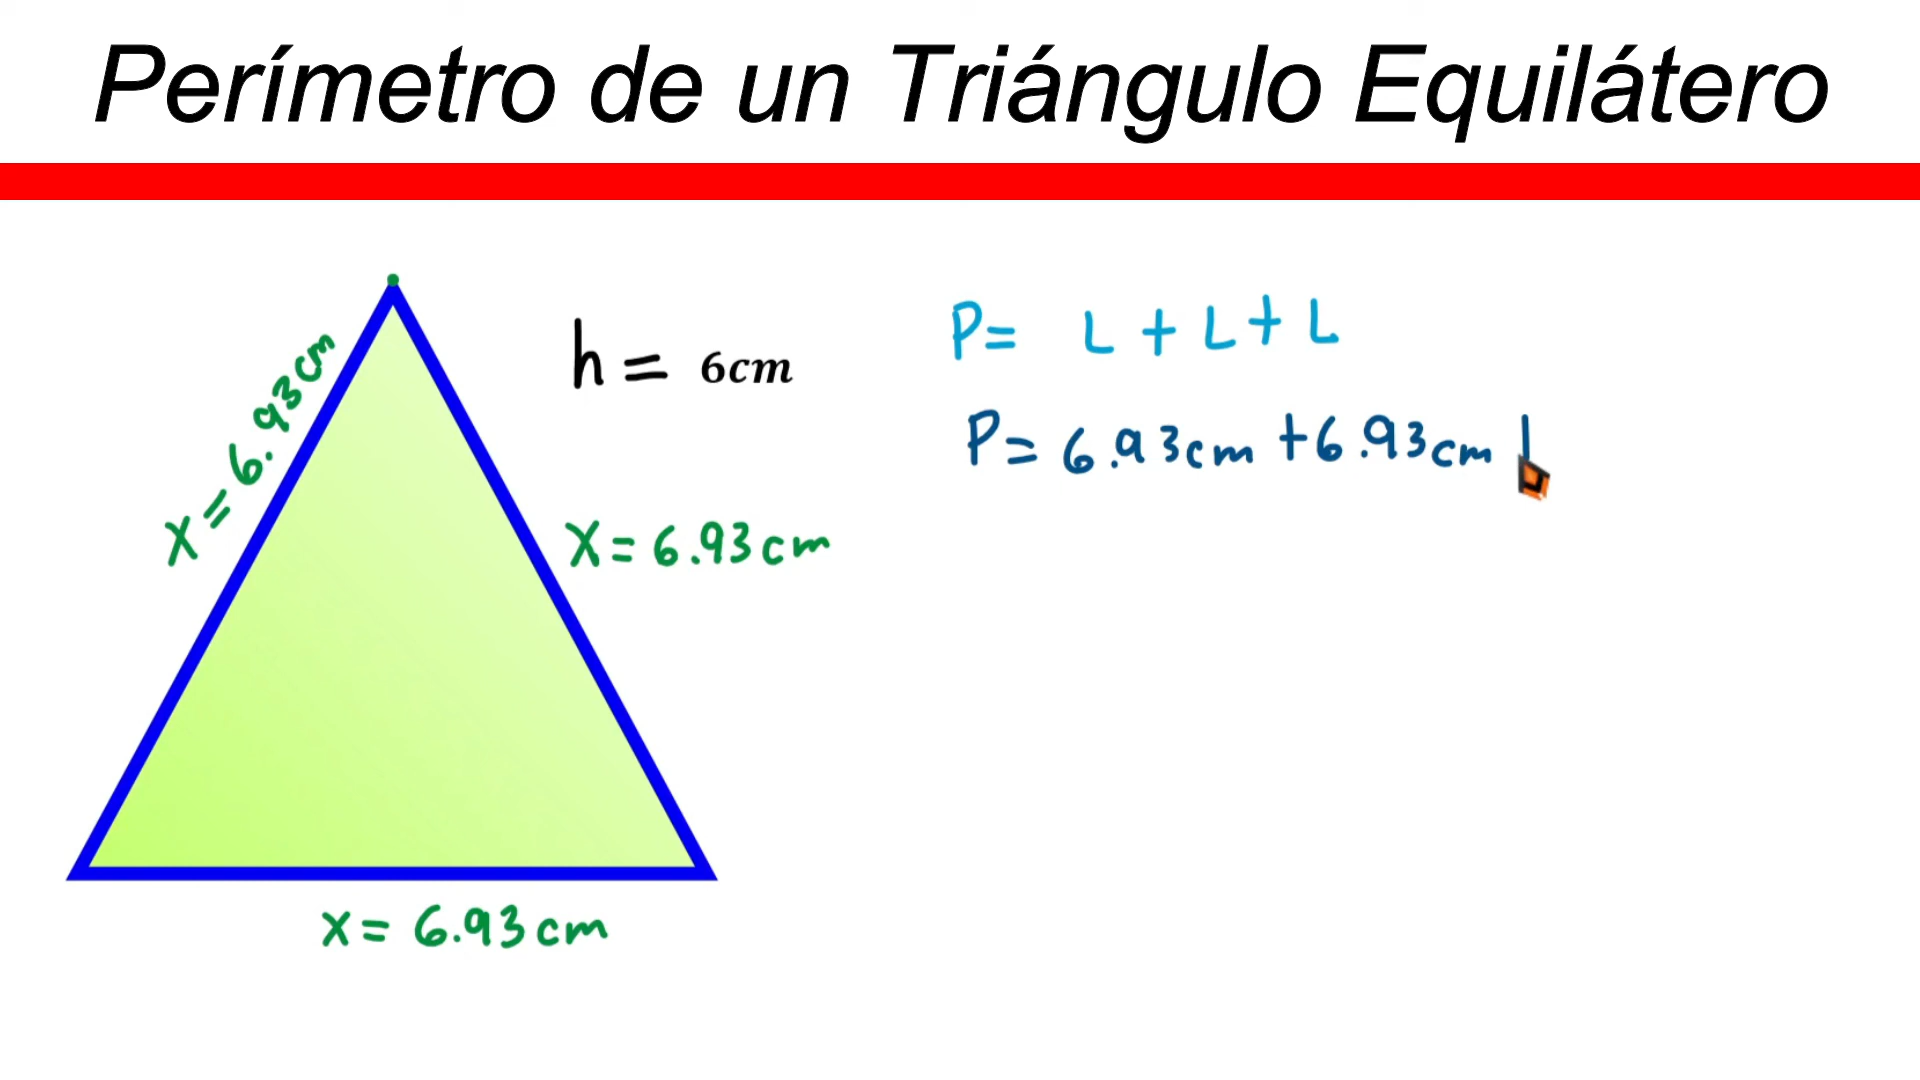 Perímetro de un Triángulo Equilátero
x = 6.93cm
h = 6cm
P= L + L + L
P= 6.93cm +6.93cm
X= 6.93cm
x= 6.93cm